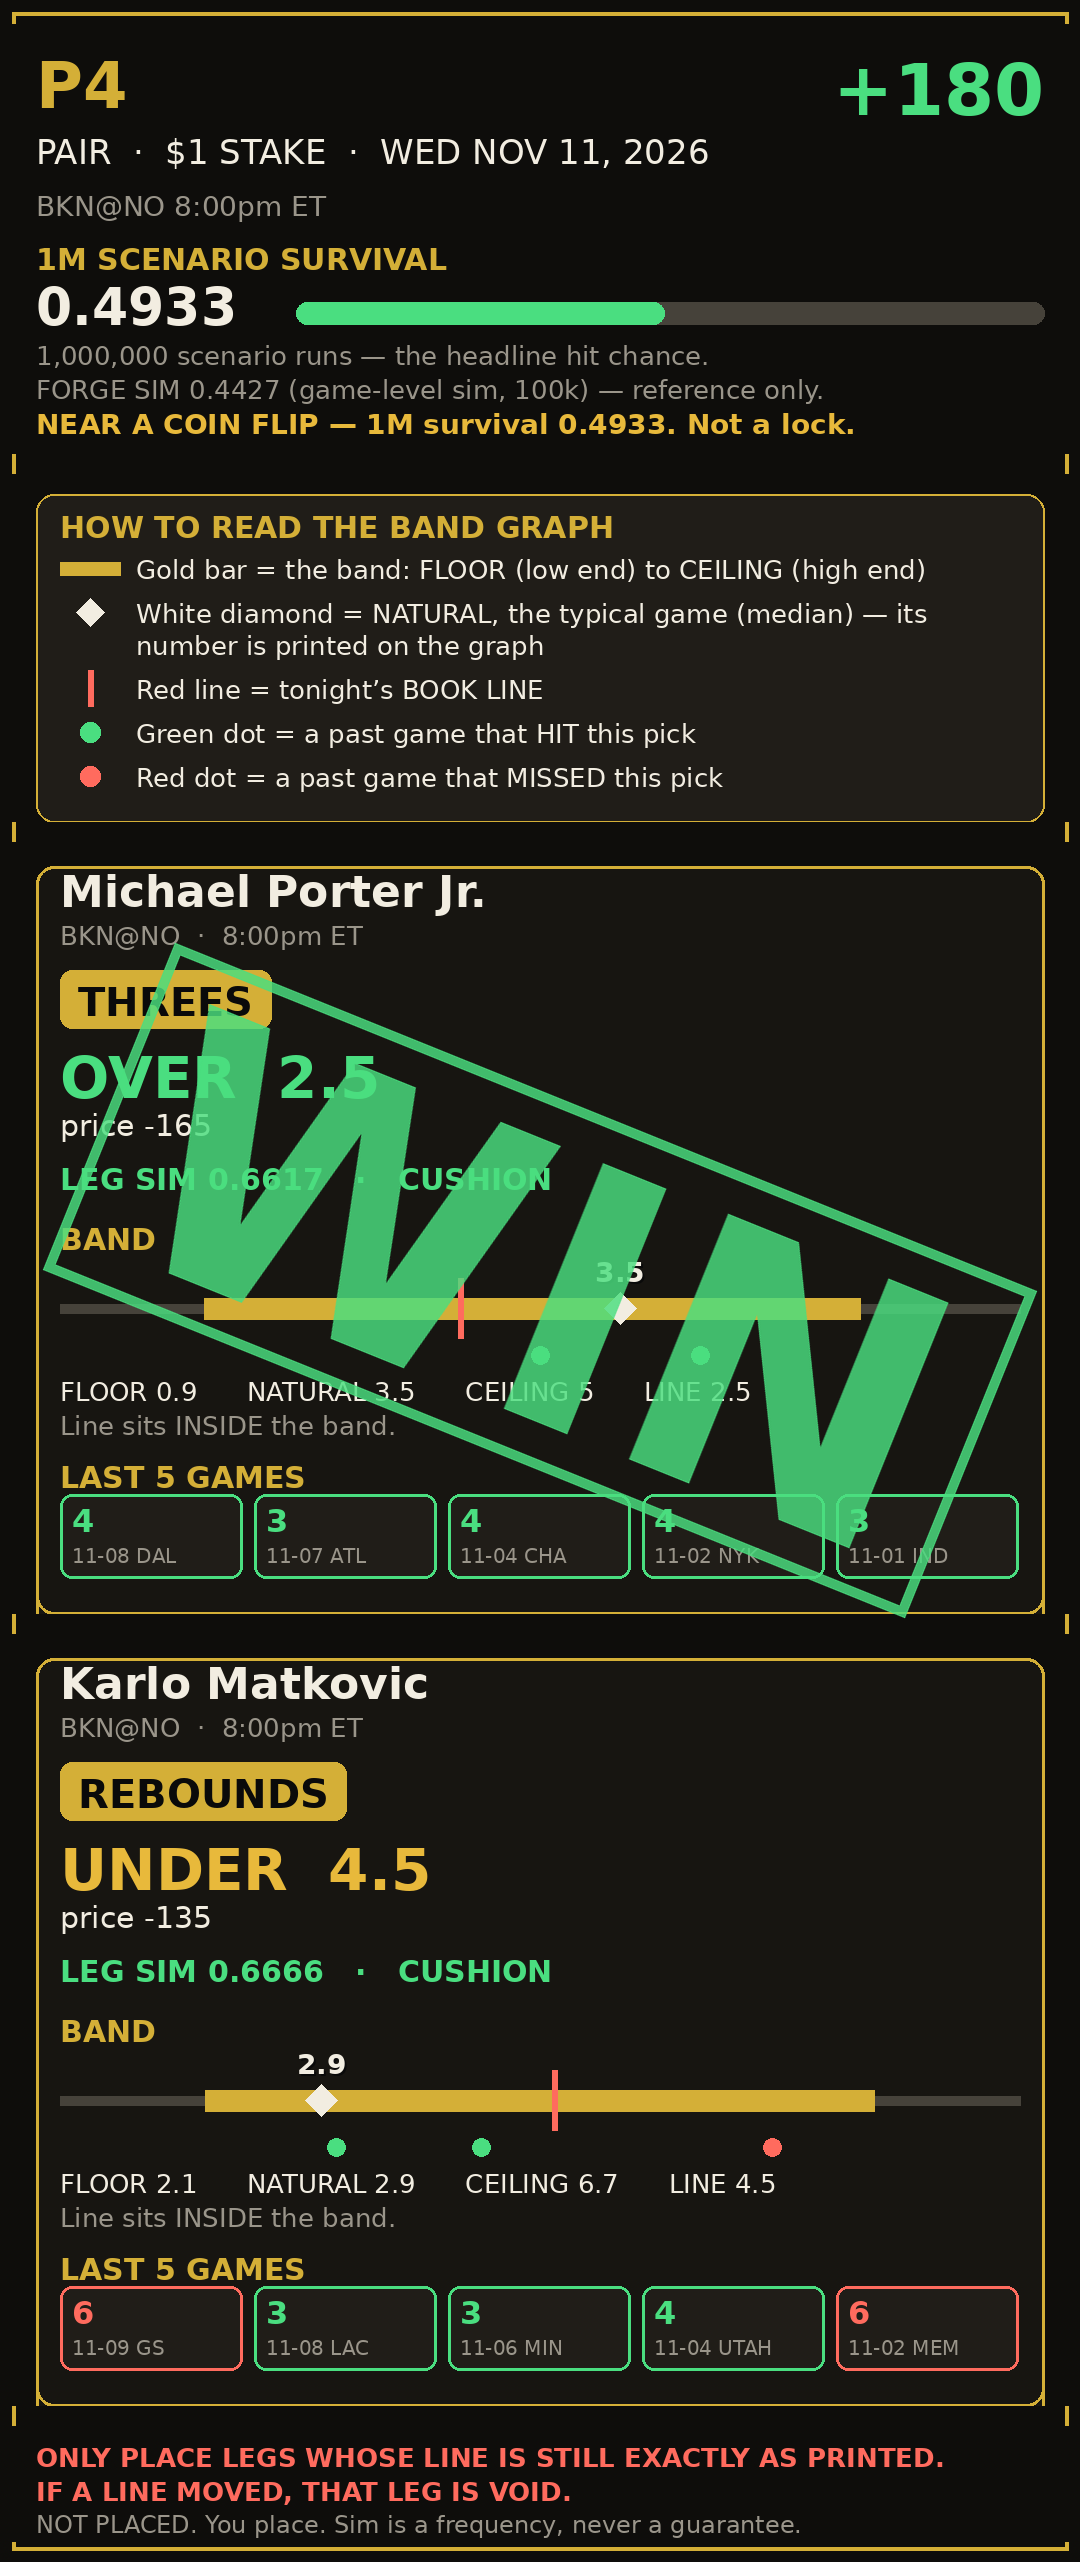 P4
+180
PAIR · $1 STAKE · WED NOV 11, 2026
BKN@NO 8:00pm ET
1M SCENARIO SURVIVAL
0.4933
1,000,000 scenario runs — the headline hit chance.
FORGE SIM 0.4427 (game-level sim, 100k) — reference only.
NEAR A COIN FLIP — 1M survival 0.4933. Not a lock.
HOW TO READ THE BAND GRAPH
Gold bar = the band: FLOOR (low end) to CEILING (high end)
White diamond = NATURAL, the typical game (median) — its
number is printed on the graph
Red line = tonight’s BOOK LINE
Green dot = a past game that HIT this pick
Red dot = a past game that MISSED this pick
Michael Porter Jr.
BKN@NO · 8:00pm ET
THREES
OVER 2.5
price -165
LEG SIM 0.6617 · CUSHION
WIN
BAND
3.5
FLOOR 0.9 NATURAL 3.5 CEILING 5 LINE 2.5
Line sits INSIDE the band.
LAST 5 GAMES
4 3 4 4 3
11-08 DAL 11-07 ATL 11-04 CHA 11-02 NYK 11-01 IND
Karlo Matkovic
BKN@NO · 8:00pm ET
REBOUNDS
UNDER 4.5
price -135
LEG SIM 0.6666 · CUSHION
BAND
2.9
FLOOR 2.1 NATURAL 2.9 CEILING 6.7 LINE 4.5
Line sits INSIDE the band.
LAST 5 GAMES
6 3 3 4 6
11-09 GS 11-08 LAC 11-06 MIN 11-04 UTAH 11-02 MEM
ONLY PLACE LEGS WHOSE LINE IS STILL EXACTLY AS PRINTED.
IF A LINE MOVED, THAT LEG IS VOID.
NOT PLACED. You place. Sim is a frequency, never a guarantee.